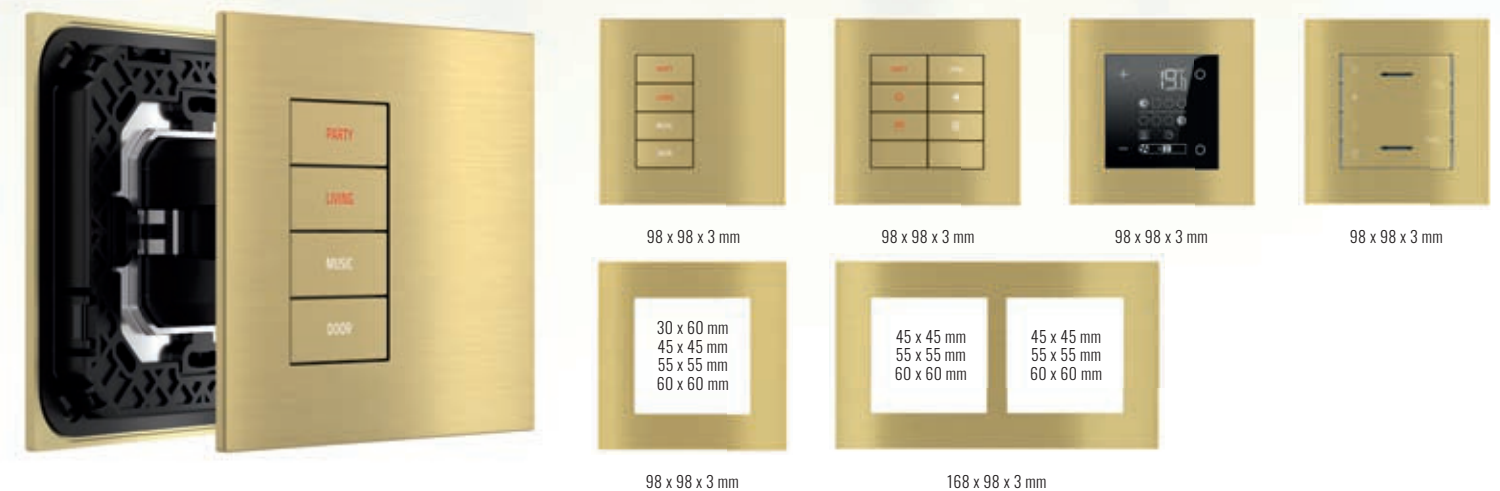 PARTY
LIVING
MUSIC
DOOR
98 x 98 x 3 mm
98 x 98 x 3 mm
98 x 98 x 3 mm
98 x 98 x 3 mm
30 x 60 mm
45 x 45 mm
55 x 55 mm
60 x 60 mm
45 x 45 mm
55 x 55 mm
60 x 60 mm
45 x 45 mm
55 x 55 mm
60 x 60 mm
98 x 98 x 3 mm
168 x 98 x 3 mm